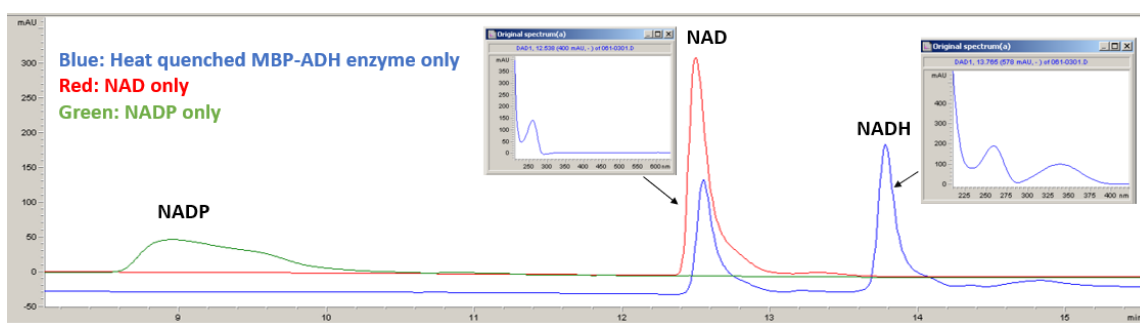 mAU
300
250
200
150
100
50
0
-50
Blue: Heat quenched MBP-ADH enzyme only
Red: NAD only
Green: NADP only
NADP
Original spectrum(a)
DAD1, 12.538 (400 mAU, - ) of 061-0301.D
mAU
350
300
250
200
150
100
50
0
250 300 350 400 450 500 550 600 nm
NAD
NADH
Original spectrum(a)
DAD1, 13.765 (578 mAU, - ) of 061-0301.D
mAU
400
300
200
100
0
225 250 275 300 325 350 375 400 nm
9 10 11 12 13 14 15 min